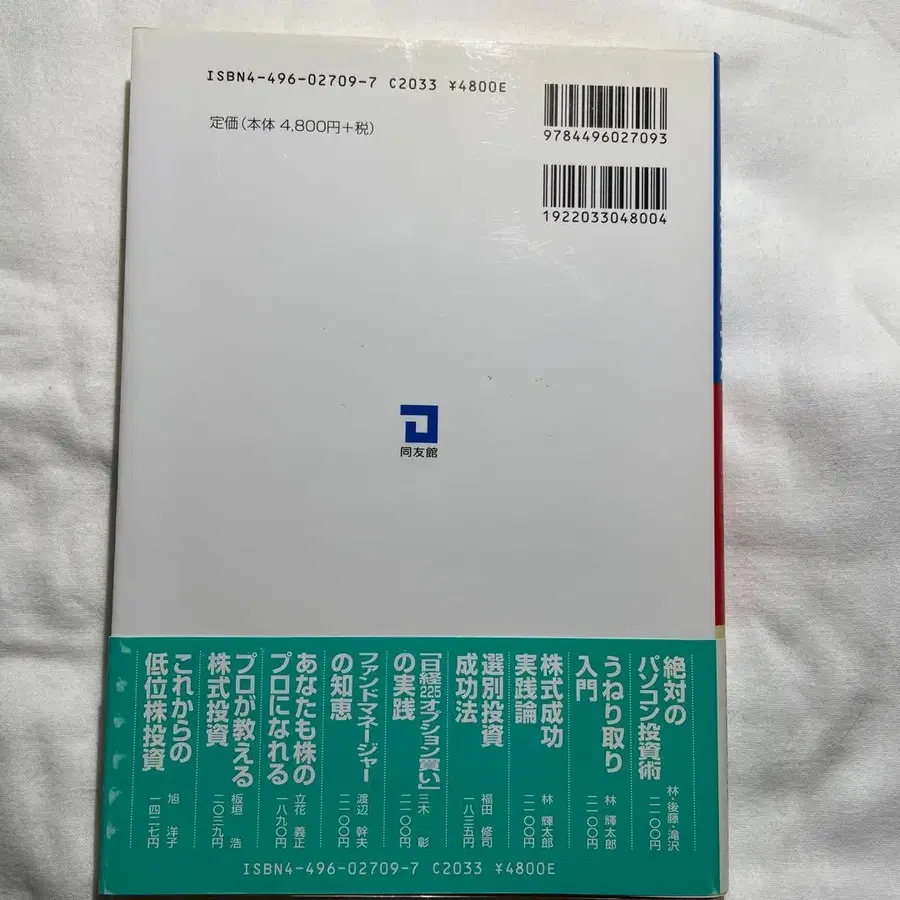 ISBN4-496-02709-7 C2033 ¥4800E
定価(本体 4,800円+税)
9784496027093
1922033048004
同友館
絶対の
パソコン投資術
林・後藤・滝沢
二一〇〇円
うねり取り
入門
林 輝太郎
二一〇〇円
株式成功
実践論
林 輝太郎
二一〇〇円
選別投資
成功法
福田 修司
一八三五円
「日経225オプション買い」
の実践
三木 彰
二一〇〇円
ファンドマネージャー
の知恵
渡辺 幹夫
二一〇〇円
あなたも株の
プロになれる
立花 義正
一八九〇円
プロが教える
株式投資
板垣 浩
二〇三九円
これからの
低位株投資
旭 洋子
一四二七円
ISBN4-496-02709-7 C2033 ¥4800E